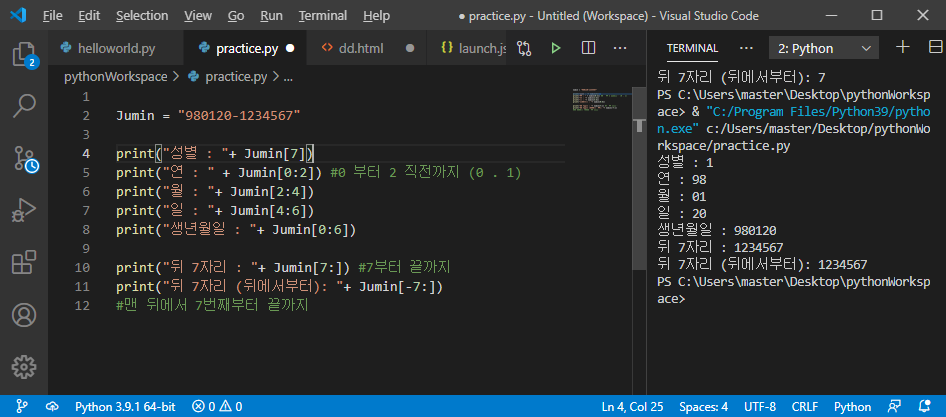 File Edit Selection View Go Run Terminal Help ● practice.py - Untitled (Workspace) - Visual Studio Code
helloworld.py practice.py ● dd.html ● launch.js
pythonWorkspace > practice.py > ...
1
2 Jumin = "980120-1234567"
3
4 print("성별 : "+ Jumin[7])
5 print("연 : " + Jumin[0:2]) #0 부터 2 직전까지 (0 . 1)
6 print("월 : "+ Jumin[2:4])
7 print("일 : "+ Jumin[4:6])
8 print("생년월일 : "+ Jumin[0:6])
9
10 print("뒤 7자리 : "+ Jumin[7:]) #7부터 끝까지
11 print("뒤 7자리 (뒤에서부터): "+ Jumin[-7:])
12 #맨 뒤에서 7번째부터 끝까지
TERMINAL ··· 2: Python
뒤 7자리 (뒤에서부터): 7
PS C:\Users\master\Desktop\pythonWorksp
ace> & "C:/Program Files/Python39/pytho
n.exe" c:/Users/master/Desktop/pythonWo
rkspace/practice.py
성별 : 1
연 : 98
월 : 01
일 : 20
생년월일 : 980120
뒤 7자리 : 1234567
뒤 7자리 (뒤에서부터): 1234567
PS C:\Users\master\Desktop\pythonWorksp
ace>
2
Python 3.9.1 64-bit 0 0 Ln 4, Col 25 Spaces: 4 UTF-8 CRLF Python